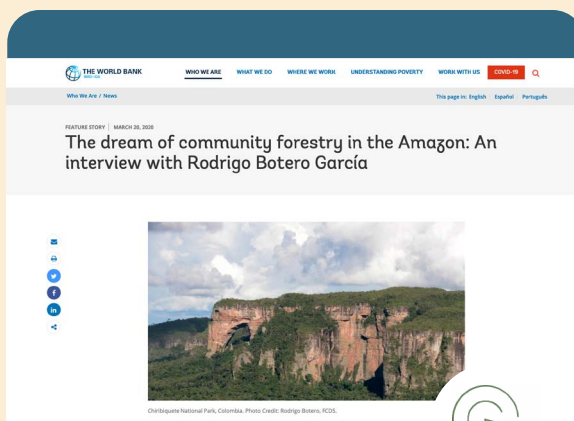 THE WORLD BANK
WHO WE ARE WHAT WE DO WHERE WE WORK UNDERSTANDING POVERTY WORK WITH US COVID-19
Who We Are / News
This page in: English Español Português
FEATURE STORY | MARCH 20, 2020
The dream of community forestry in the Amazon: An
interview with Rodrigo Botero García
Chiribiquete National Park, Colombia. Photo Credit: Rodrigo Botero, FCDS.